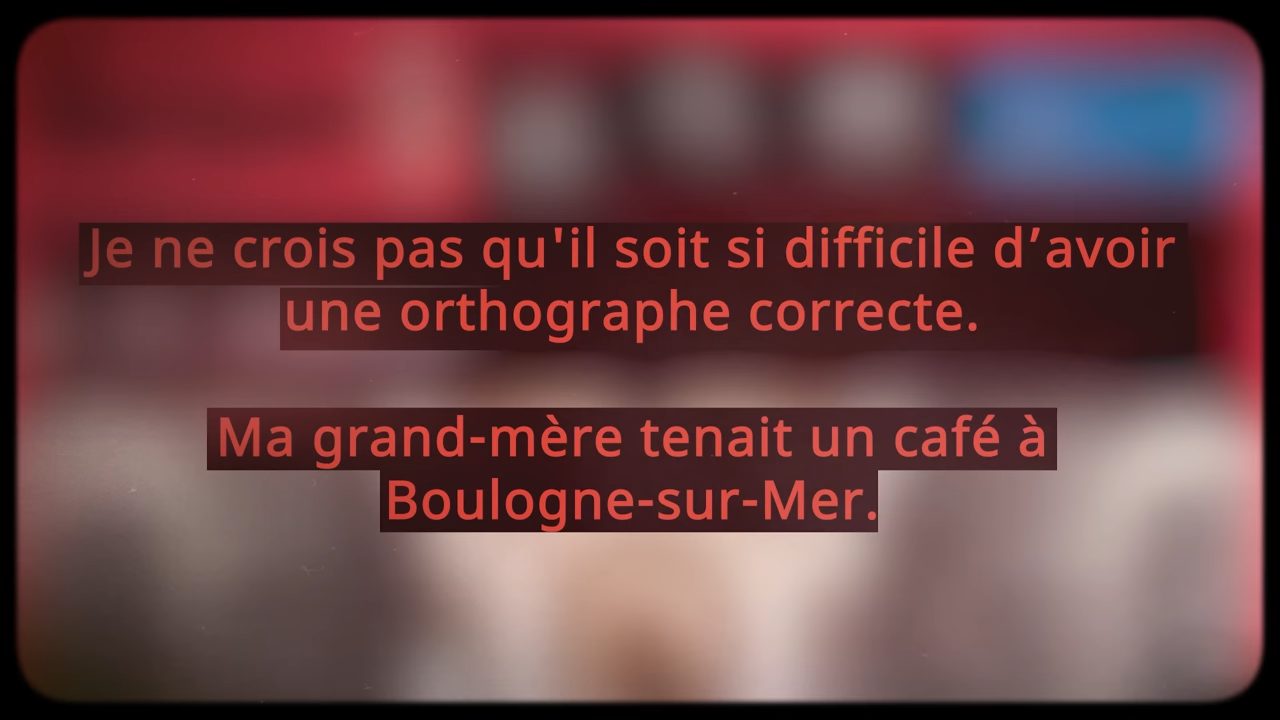 Je ne crois pas qu'il soit si difficile d’avoir
une orthographe correcte.
Ma grand-mère tenait un café à
Boulogne-sur-Mer.